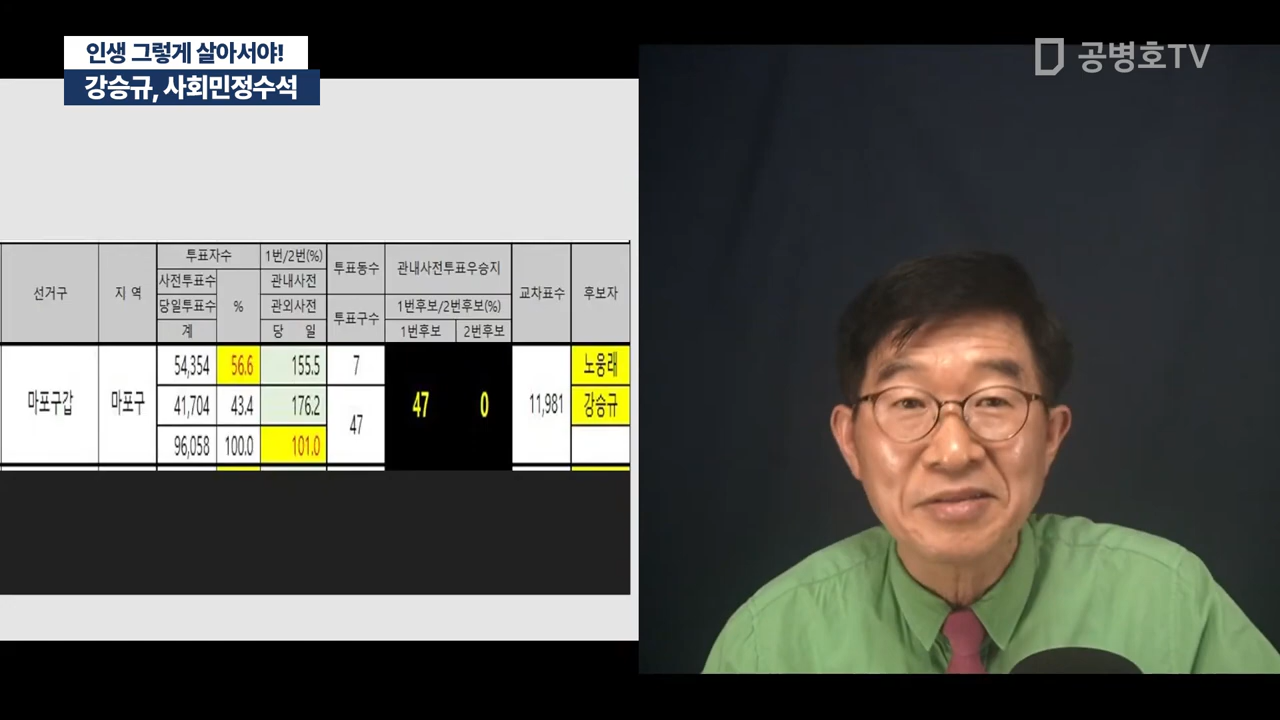 인생 그렇게 살아서야!
강승규, 사회민정수석
공병호TV
선거구 지 역 투표자수 1번/2번(%) 투표동수 관내사전투표우승지 교차표수 후보자
사전투표수 % 관내사전
당일투표수 관외사전 투표구수 1번후보/2번후보(%)
계 당 일 1번후보 2번후보
마포구갑 마포구 54,354 56.6 155.5 7 47 0 11,981 노웅래
41,704 43.4 176.2 47 강승규
96,058 100.0 101.0